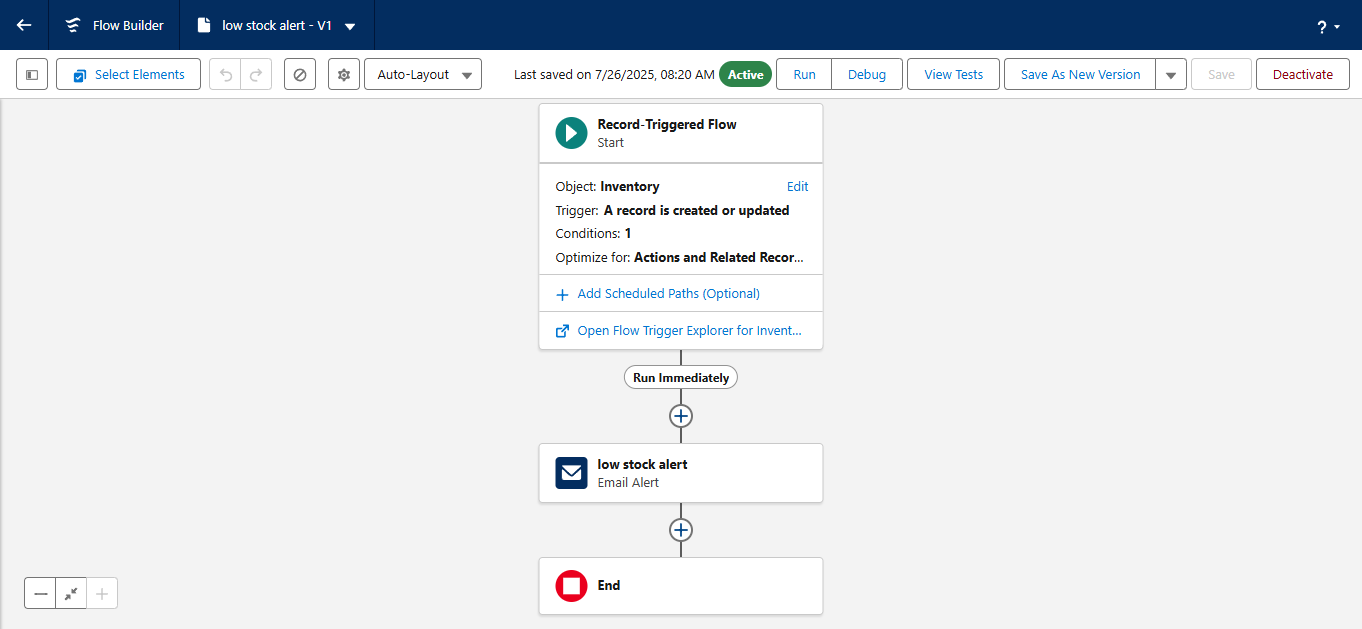 Flow Builder
low stock alert - V1
?
Select Elements
Auto-Layout
Last saved on 7/26/2025, 08:20 AM
Active
Run
Debug
View Tests
Save As New Version
Save
Deactivate
Record-Triggered Flow
Start
Object: Inventory
Edit
Trigger: A record is created or updated
Conditions: 1
Optimize for: Actions and Related Recor...
Add Scheduled Paths (Optional)
Open Flow Trigger Explorer for Invent...
Run Immediately
low stock alert
Email Alert
End